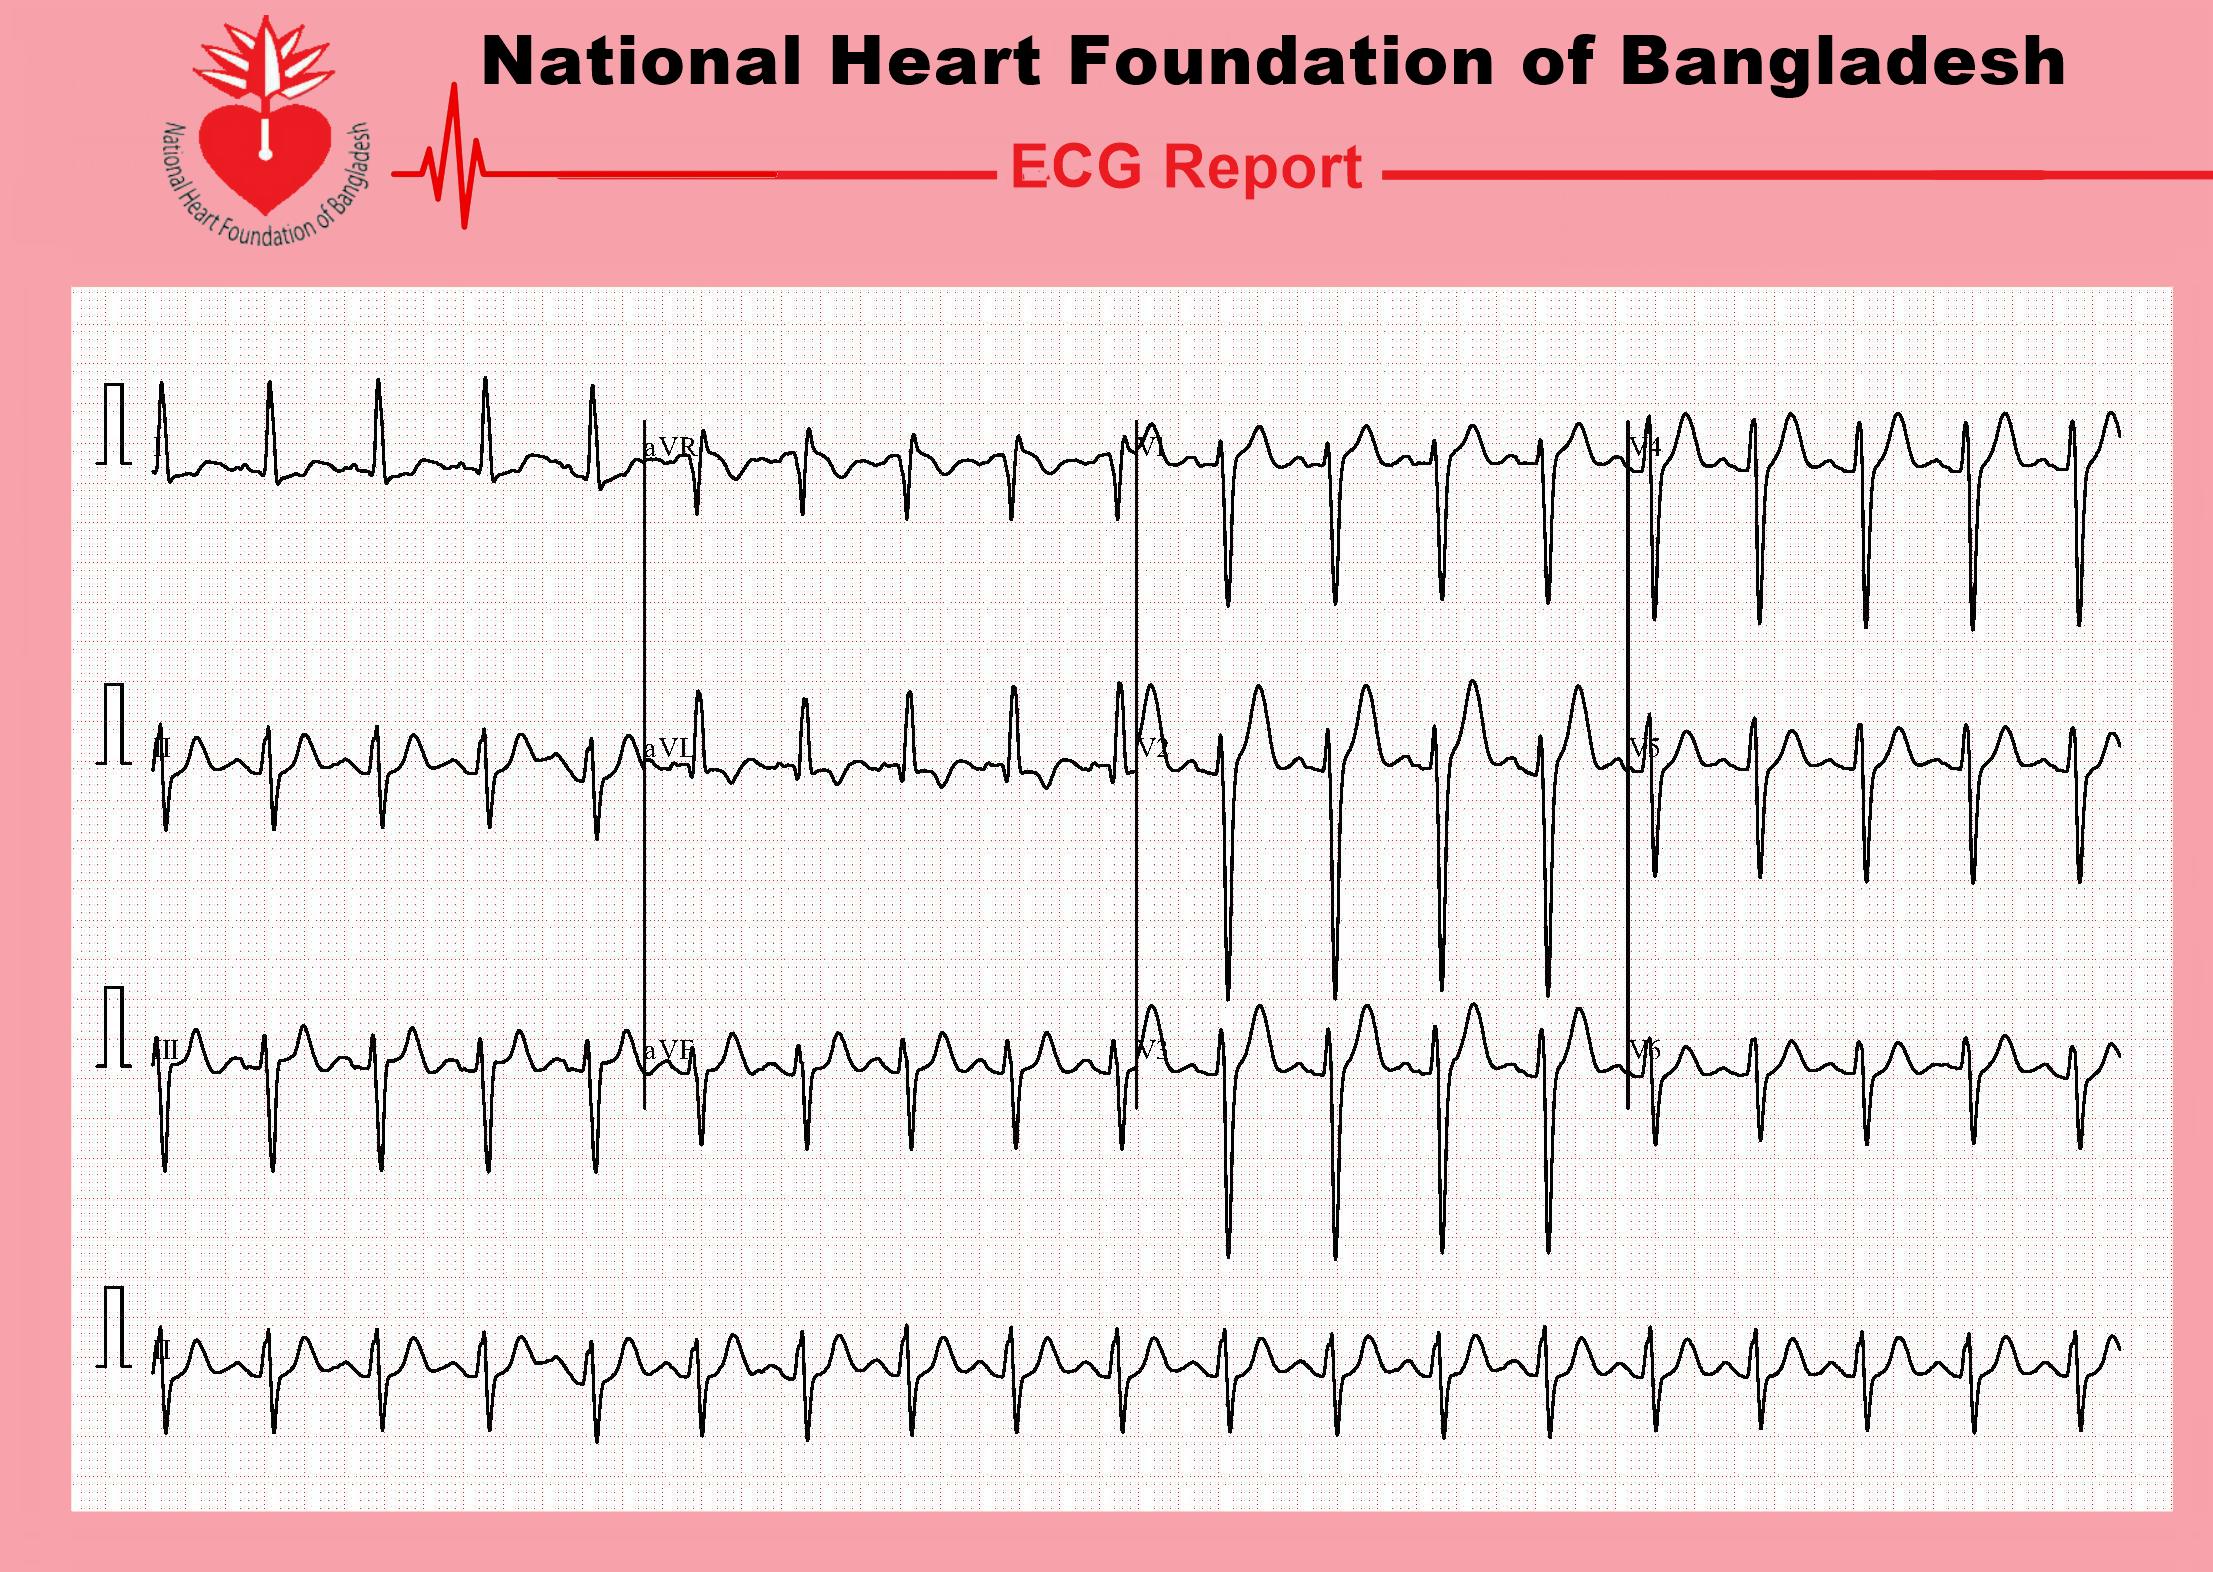 National Heart Foundation of Bangladesh
National Heart Foundation of Bangladesh
ECG Report
I
aVR
V1
V4
II
aVL
V2
V5
III
aVF
V3
V6
II